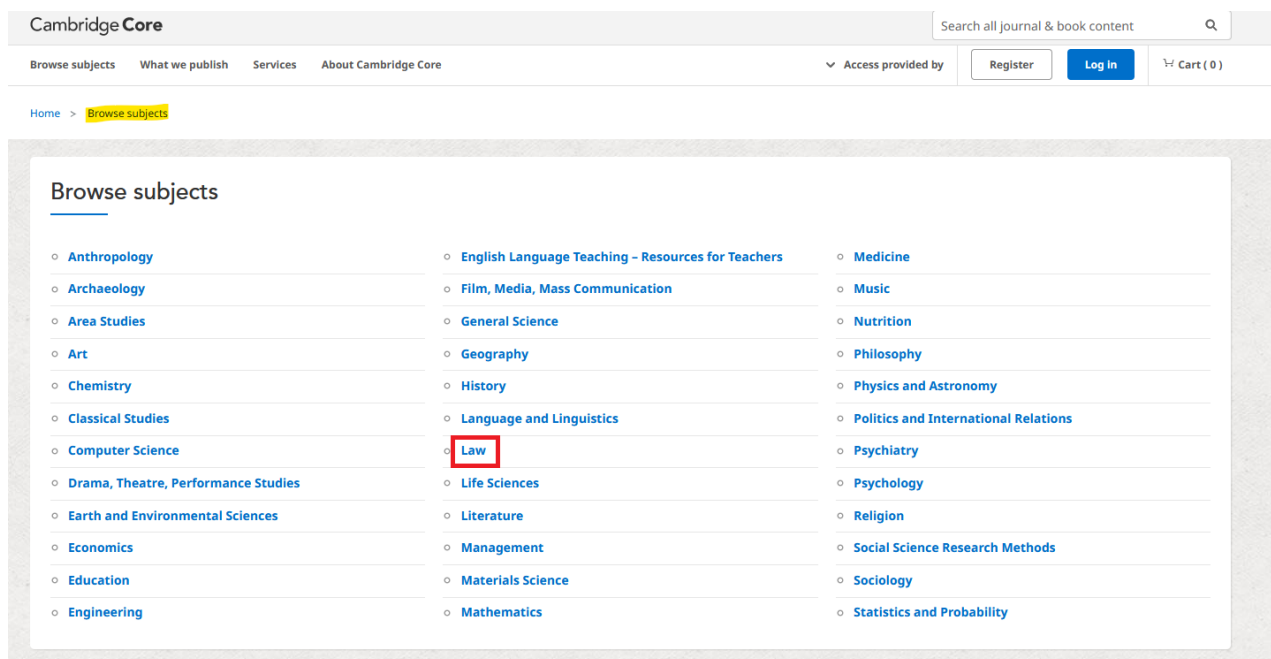 Cambridge Core
Search all journal & book content
Browse subjects What we publish Services About Cambridge Core Access provided by Register Log in Cart ( 0 )
Home > Browse subjects
Browse subjects
Anthropology
Archaeology
Area Studies
Art
Chemistry
Classical Studies
Computer Science
Drama, Theatre, Performance Studies
Earth and Environmental Sciences
Economics
Education
Engineering
English Language Teaching – Resources for Teachers
Film, Media, Mass Communication
General Science
Geography
History
Language and Linguistics
Law
Life Sciences
Literature
Management
Materials Science
Mathematics
Medicine
Music
Nutrition
Philosophy
Physics and Astronomy
Politics and International Relations
Psychiatry
Psychology
Religion
Social Science Research Methods
Sociology
Statistics and Probability